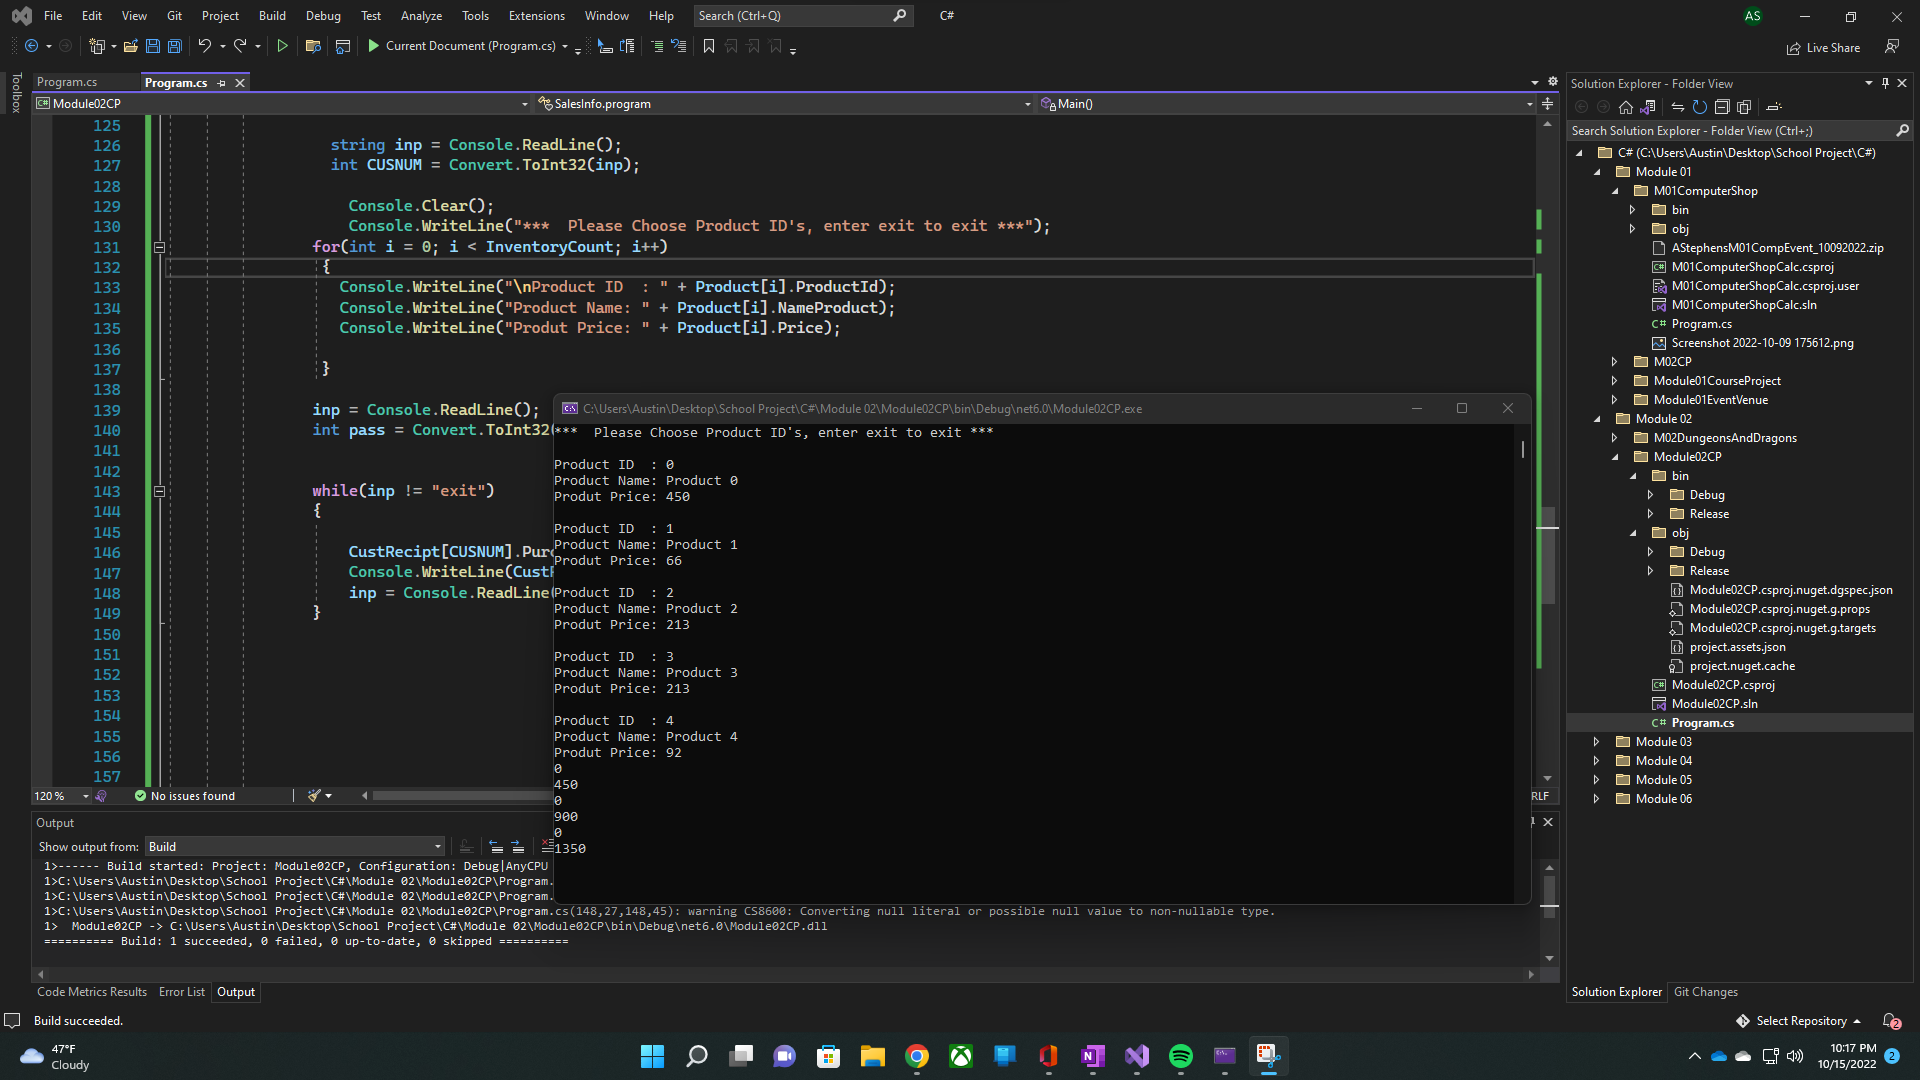 File Edit View Git Project Build Debug Test Analyze Tools Extensions Window Help Search (Ctrl+Q) C# AS
Current Document (Program.cs) Live Share
Toolbox
Program.cs Program.cs
Module02CP SalesInfo.program Main()
125
126 string inp = Console.ReadLine();
127 int CUSNUM = Convert.ToInt32(inp);
128
129 Console.Clear();
130 Console.WriteLine("***  Please Choose Product ID's, enter exit to exit ***");
131 for(int i = 0; i < InventoryCount; i++)
132 {
133 Console.WriteLine("\nProduct ID  : " + Product[i].ProductId);
134 Console.WriteLine("Product Name: " + Product[i].NameProduct);
135 Console.WriteLine("Produt Price: " + Product[i].Price);
136
137 }
138
139 inp = Console.ReadLine();
140 int pass = Convert.ToInt32(
141
142
143 while(inp != "exit")
144 {
145
146 CustRecipt[CUSNUM].Purc
147 Console.WriteLine(CustR
148 inp = Console.ReadLine(
149 }
150
151
152
153
154
155
156
157
120 % No issues found RLF
C:\Users\Austin\Desktop\School Project\C#\Module 02\Module02CP\bin\Debug\net6.0\Module02CP.exe
***  Please Choose Product ID's, enter exit to exit ***
Product ID  : 0
Product Name: Product 0
Produt Price: 450
Product ID  : 1
Product Name: Product 1
Produt Price: 66
Product ID  : 2
Product Name: Product 2
Produt Price: 213
Product ID  : 3
Product Name: Product 3
Produt Price: 213
Product ID  : 4
Product Name: Product 4
Produt Price: 92
0
450
0
900
0
1350
Output
Show output from: Build
1>------ Build started: Project: Module02CP, Configuration: Debug|AnyCPU
1>C:\Users\Austin\Desktop\School Project\C#\Module 02\Module02CP\Program.
1>C:\Users\Austin\Desktop\School Project\C#\Module 02\Module02CP\Program.
1>C:\Users\Austin\Desktop\School Project\C#\Module 02\Module02CP\Program.cs(148,27,148,45): warning CS8600: Converting null literal or possible null value to non-nullable type.
1>  Module02CP -> C:\Users\Austin\Desktop\School Project\C#\Module 02\Module02CP\bin\Debug\net6.0\Module02CP.dll
========== Build: 1 succeeded, 0 failed, 0 up-to-date, 0 skipped ==========
Code Metrics Results Error List Output
Solution Explorer - Folder View
Search Solution Explorer - Folder View (Ctrl+;)
C# (C:\Users\Austin\Desktop\School Project\C#)
Module 01
M01ComputerShop
bin
obj
AStephensM01CompEvent_10092022.zip
M01ComputerShopCalc.csproj
M01ComputerShopCalc.csproj.user
M01ComputerShopCalc.sln
C# Program.cs
Screenshot 2022-10-09 175612.png
M02CP
Module01CourseProject
Module01EventVenue
Module 02
M02DungeonsAndDragons
Module02CP
bin
Debug
Release
obj
Debug
Release
Module02CP.csproj.nuget.dgspec.json
Module02CP.csproj.nuget.g.props
Module02CP.csproj.nuget.g.targets
project.assets.json
project.nuget.cache
Module02CP.csproj
Module02CP.sln
C# Program.cs
Module 03
Module 04
Module 05
Module 06
Solution Explorer Git Changes
Build succeeded. Select Repository 2
47°F
Cloudy
10:17 PM
10/15/2022 2